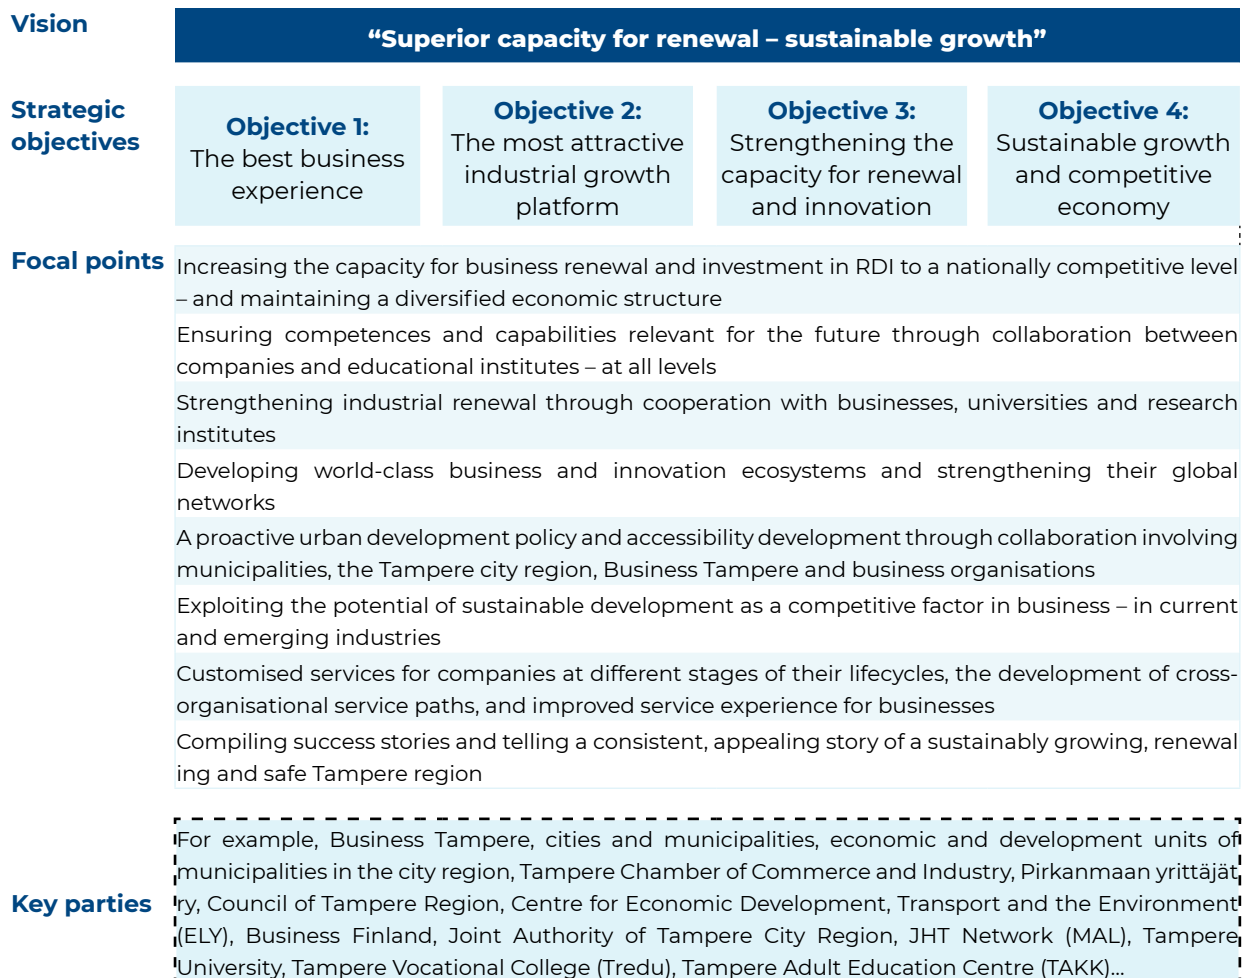 Vision
“Superior capacity for renewal – sustainable growth”
Strategic
objectives
Objective 1:
The best business
experience
Objective 2:
The most attractive
industrial growth
platform
Objective 3:
Strengthening the
capacity for renewal
and innovation
Objective 4:
Sustainable growth
and competitive
economy
Focal points
Increasing the capacity for business renewal and investment in RDI to a nationally competitive level
– and maintaining a diversified economic structure
Ensuring competences and capabilities relevant for the future through collaboration between
companies and educational institutes – at all levels
Strengthening industrial renewal through cooperation with businesses, universities and research
institutes
Developing world-class business and innovation ecosystems and strengthening their global
networks
A proactive urban development policy and accessibility development through collaboration involving
municipalities, the Tampere city region, Business Tampere and business organisations
Exploiting the potential of sustainable development as a competitive factor in business – in current
and emerging industries
Customised services for companies at different stages of their lifecycles, the development of cross-
organisational service paths, and improved service experience for businesses
Compiling success stories and telling a consistent, appealing story of a sustainably growing, renewal
ing and safe Tampere region
Key parties
For example, Business Tampere, cities and municipalities, economic and development units of
municipalities in the city region, Tampere Chamber of Commerce and Industry, Pirkanmaan yrittäjät
ry, Council of Tampere Region, Centre for Economic Development, Transport and the Environment
(ELY), Business Finland, Joint Authority of Tampere City Region, JHT Network (MAL), Tampere
University, Tampere Vocational College (Tredu), Tampere Adult Education Centre (TAKK)...